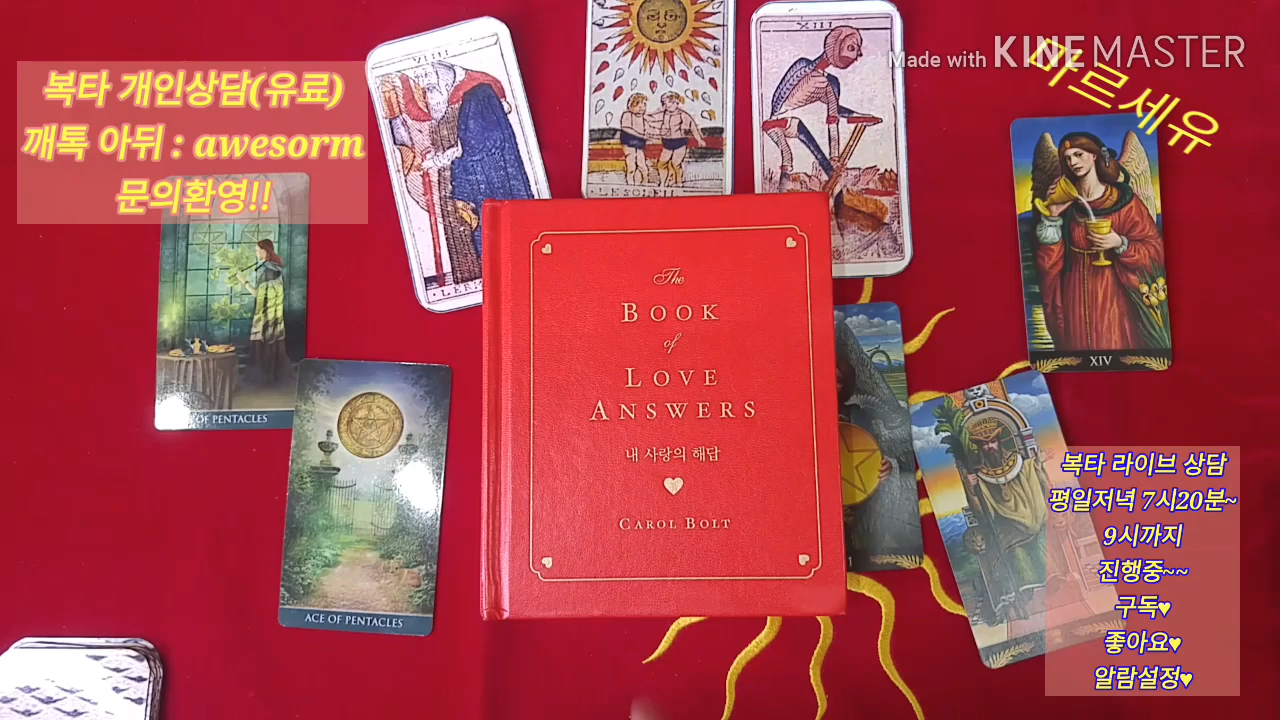 복타 개인상담(유료)
깨톡 아뒤 : awesorm
문의환영!!
Made with KINEMASTER
마르세유
VIIII
LE SOLEIL
XIII
XIV
OF PENTACLES
ACE OF PENTACLES
The
BOOK
of
LOVE
ANSWERS
내 사랑의 해답
CAROL BOLT
복타 라이브 상담
평일저녁 7시20분~
9시까지
진행중~~
구독♥
좋아요♥
알람설정♥